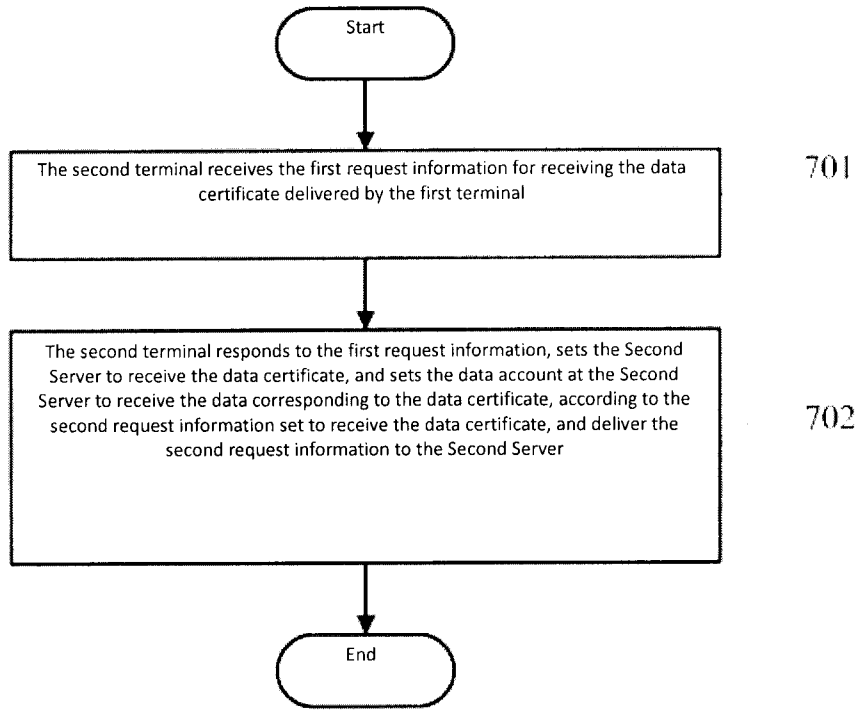 Start
The second terminal receives the first request information for receiving the data
certificate delivered by the first terminal
701
The second terminal responds to the first request information, sets the Second
Server to receive the data certificate, and sets the data account at the Second
Server to receive the data corresponding to the data certificate, according to the
second request information set to receive the data certificate, and deliver the
second request information to the Second Server
702
End